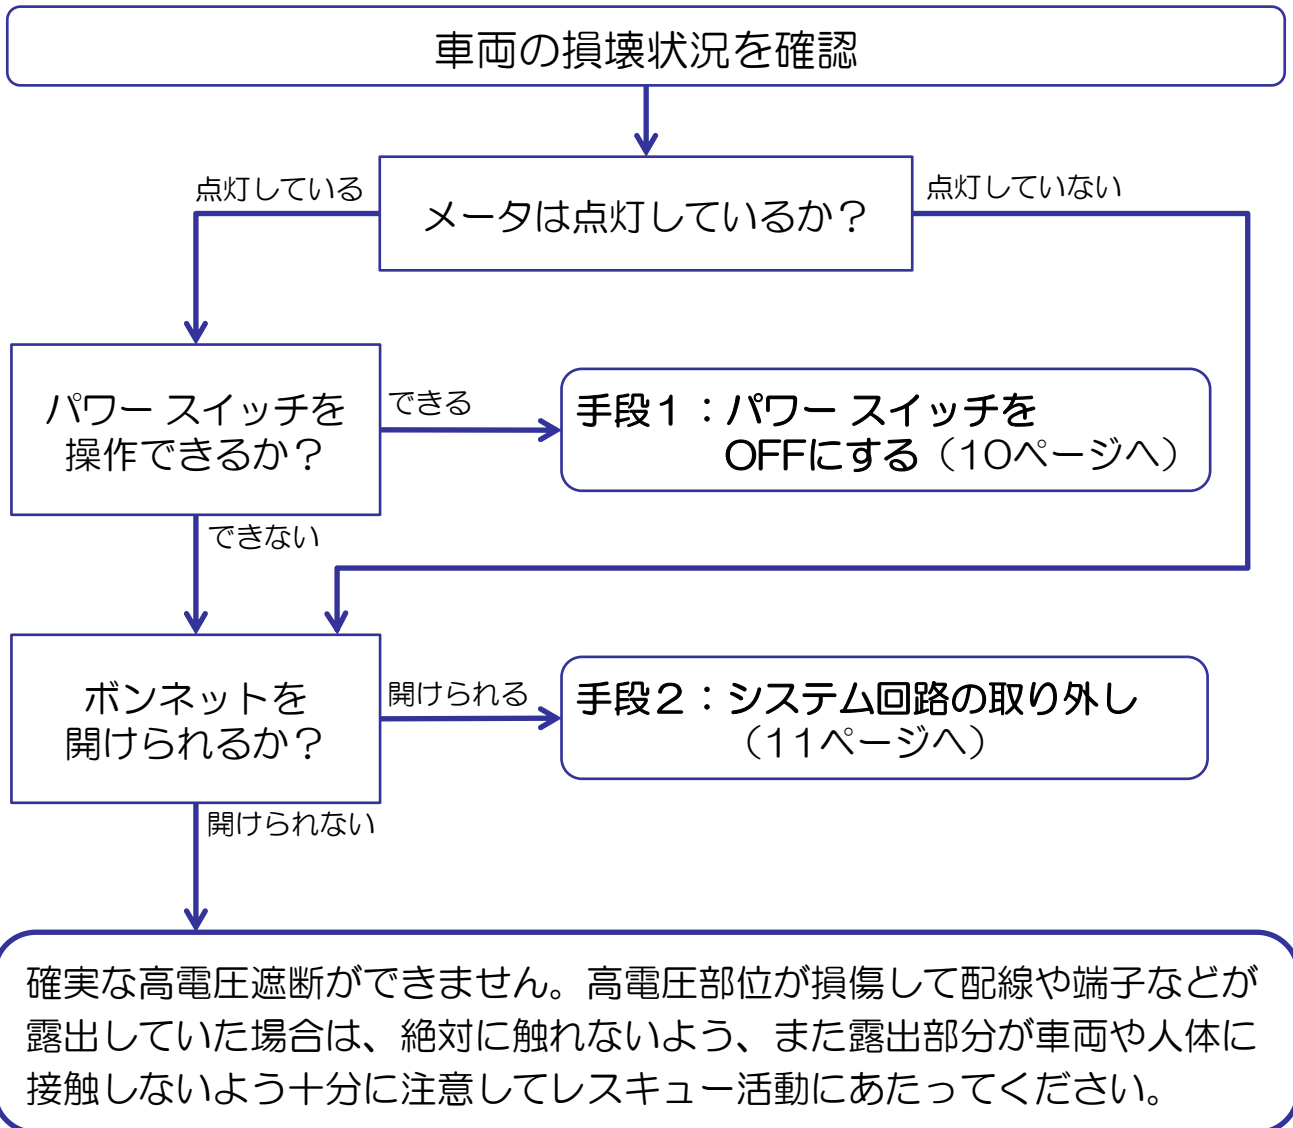 車両の損壊状況を確認
点灯している
メータは点灯しているか？
点灯していない
パワー スイッチを
操作できるか？
できる
手段１：パワー スイッチを
OFFにする（10ページへ）
できない
ボンネットを
開けられるか？
開けられる
手段２：システム回路の取り外し
（11ページへ）
開けられない
確実な高電圧遮断ができません。高電圧部位が損傷して配線や端子などが
露出していた場合は、絶対に触れないよう、また露出部分が車両や人体に
接触しないよう十分に注意してレスキュー活動にあたってください。